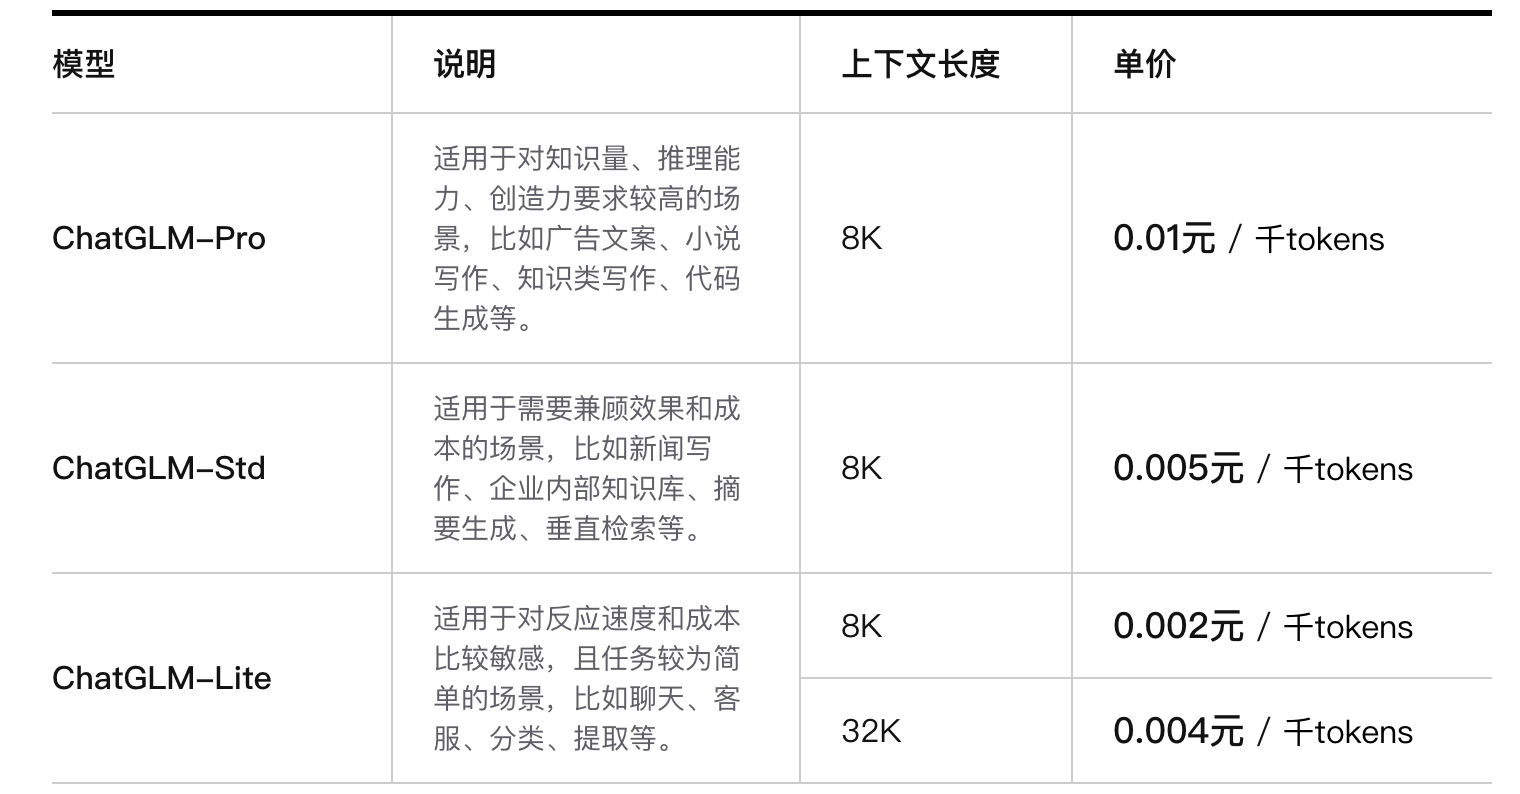 模型 说明 上下文长度 单价
ChatGLM-Pro
适用于对知识量、推理能
力、创造力要求较高的场
景，比如广告文案、小说
写作、知识类写作、代码
生成等。
8K
0.01元 / 千tokens
ChatGLM-Std
适用于需要兼顾效果和成
本的场景，比如新闻写
作、企业内部知识库、摘
要生成、垂直检索等。
8K
0.005元 / 千tokens
ChatGLM-Lite
适用于对反应速度和成本
比较敏感，且任务较为简
单的场景，比如聊天、客
服、分类、提取等。
8K
0.002元 / 千tokens
32K
0.004元 / 千tokens